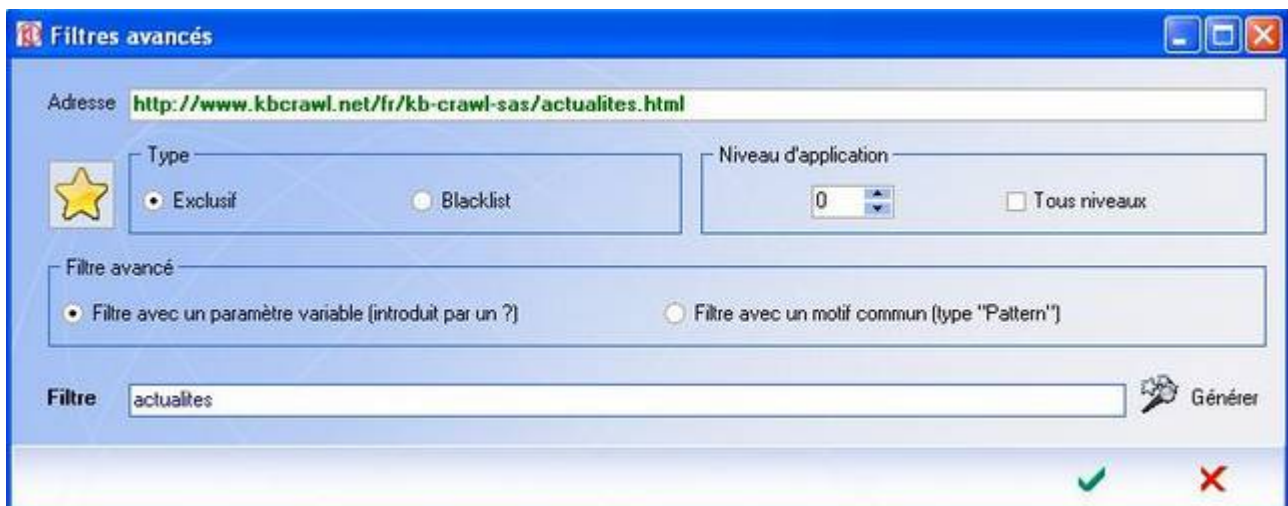 Filtres avancés
Adresse http://www.kbcrawl.net/fr/kb-crawl-sas/actualites.html
Type Niveau d'application
Exclusif Blacklist 0 Tous niveaux
Filtre avancé
Filtre avec un paramètre variable (introduit par un ?) Filtre avec un motif commun (type "Pattern")
Filtre actualites Générer